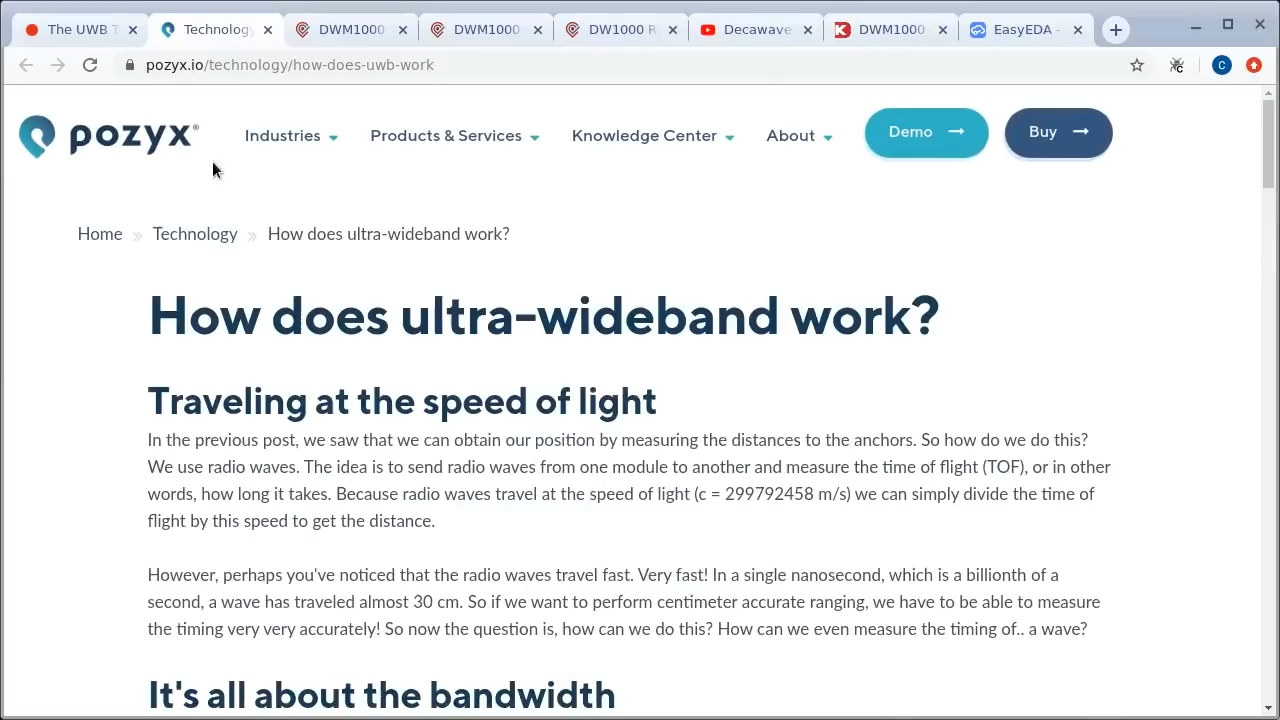 The UWB T
Technology
DWM1000
DWM1000
DW1000 R
Decawave
DWM1000
EasyEDA -
pozyx.io/technology/how-does-uwb-work
C
C
pozyx®
Industries
Products & Services
Knowledge Center
About
Demo →
Buy →
Home » Technology » How does ultra-wideband work?
How does ultra-wideband work?
Traveling at the speed of light
In the previous post, we saw that we can obtain our position by measuring the distances to the anchors. So how do we do this?
We use radio waves. The idea is to send radio waves from one module to another and measure the time of flight (TOF), or in other
words, how long it takes. Because radio waves travel at the speed of light (c = 299792458 m/s) we can simply divide the time of
flight by this speed to get the distance.
However, perhaps you've noticed that the radio waves travel fast. Very fast! In a single nanosecond, which is a billionth of a
second, a wave has traveled almost 30 cm. So if we want to perform centimeter accurate ranging, we have to be able to measure
the timing very very accurately! So now the question is, how can we do this? How can we even measure the timing of.. a wave?
It's all about the bandwidth